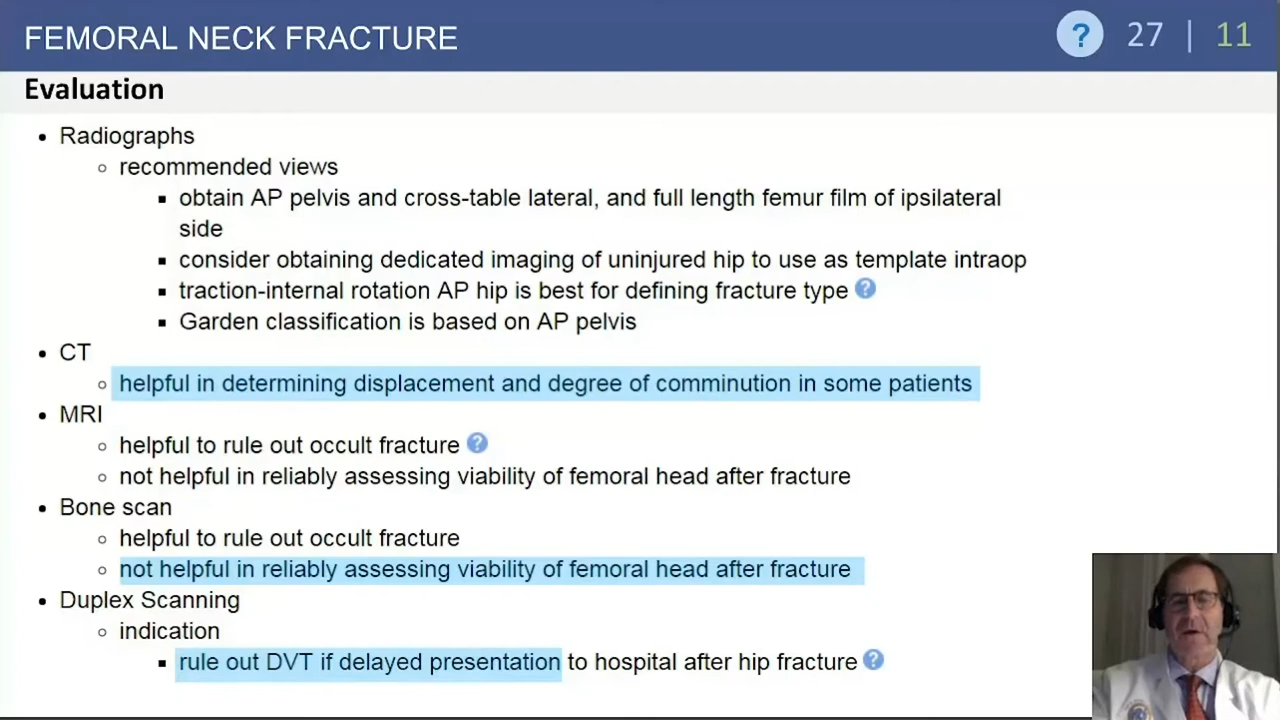 FEMORAL NECK FRACTURE
? 27 | 11
Evaluation
• Radiographs
○ recommended views
▪ obtain AP pelvis and cross-table lateral, and full length femur film of ipsilateral
side
▪ consider obtaining dedicated imaging of uninjured hip to use as template intraop
▪ traction-internal rotation AP hip is best for defining fracture type ?
▪ Garden classification is based on AP pelvis
• CT
○ helpful in determining displacement and degree of comminution in some patients
• MRI
○ helpful to rule out occult fracture ?
○ not helpful in reliably assessing viability of femoral head after fracture
• Bone scan
○ helpful to rule out occult fracture
○ not helpful in reliably assessing viability of femoral head after fracture
• Duplex Scanning
○ indication
▪ rule out DVT if delayed presentation to hospital after hip fracture ?